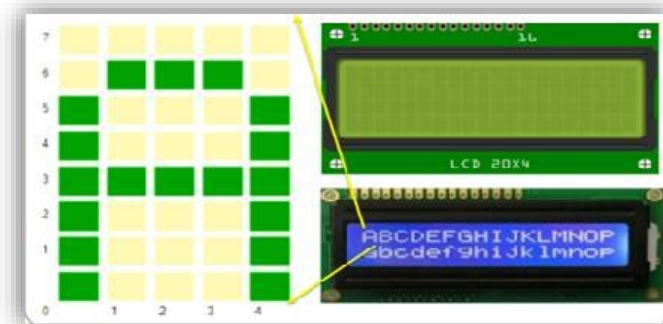 7
6
5
4
3
2
1
0 1 2 3 4
1 16
LCD 20X4
ABCDEFGHIJKLMNOP
abcdefghijklmnop